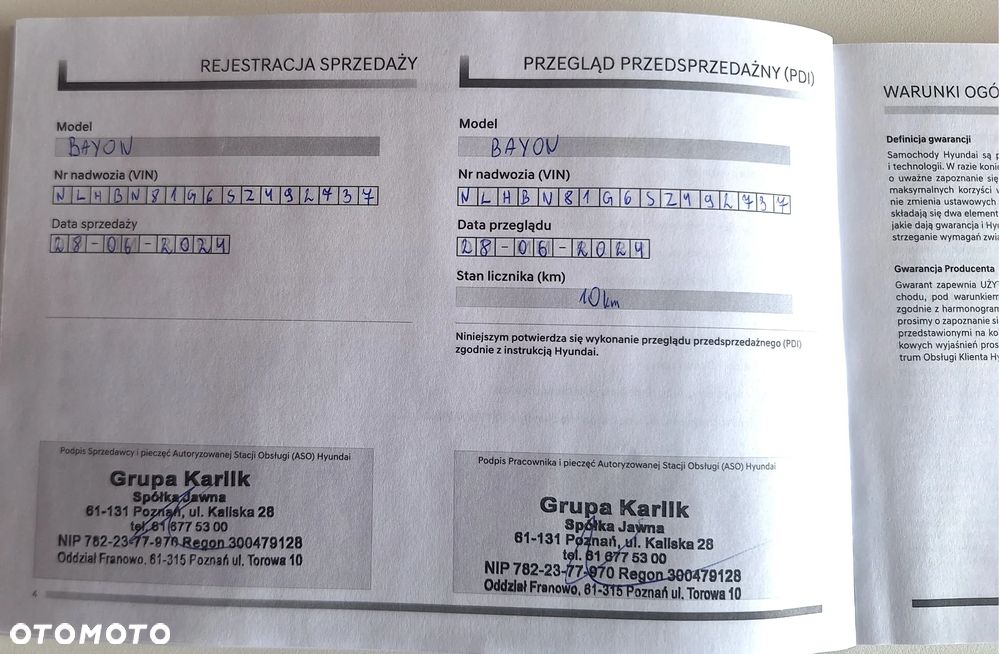 REJESTRACJA SPRZEDAŻY
Model
BAYON
Nr nadwozia (VIN)
NLHBN81G6SZ492737
Data sprzedaży
28-06-2024
Podpis Sprzedawcy i pieczęć Autoryzowanej Stacji Obsługi (ASO) Hyundai
Grupa Karlik
Spółka Jawna
61-131 Poznań, ul. Kaliska 28
tel. 61 677 53 00
NIP 782-23-77-970 Regon 300479128
Oddział Franowo, 61-315 Poznań ul. Torowa 10
4
PRZEGLĄD PRZEDSPRZEDAŻNY (PDI)
Model
BAYON
Nr nadwozia (VIN)
NLHBN81G6SZ492737
Data przeglądu
28-06-2024
Stan licznika (km)
10 km
Niniejszym potwierdza się wykonanie przeglądu przedsprzedażnego (PDI)
zgodnie z instrukcją Hyundai.
Podpis Pracownika i pieczęć Autoryzowanej Stacji Obsługi (ASO) Hyundai
Grupa Karlik
Spółka Jawna
61-131 Poznań, ul. Kaliska 28
tel. 61 677 53 00
NIP 782-23-77-970 Regon 300479128
Oddział Franowo, 61-315 Poznań ul. Torowa 10
WARUNKI OGÓ
Definicja gwarancji
Samochody Hyundai są
i technologii. W razie koni
o uważne zapoznanie się
maksymalnych korzyści
nie zmienia ustawowych
składają się dwa element
jakie dają gwarancja i Hy
strzeganie wymagań zwi
Gwarancja Producenta
Gwarant zapewnia UŻY
chodu, pod warunkiem
zgodnie z harmonogram
prosimy o zapoznanie si
przedstawionymi na ko
kowych wyjaśnień pros
trum Obsługi Klienta Hy
OTOMOTO